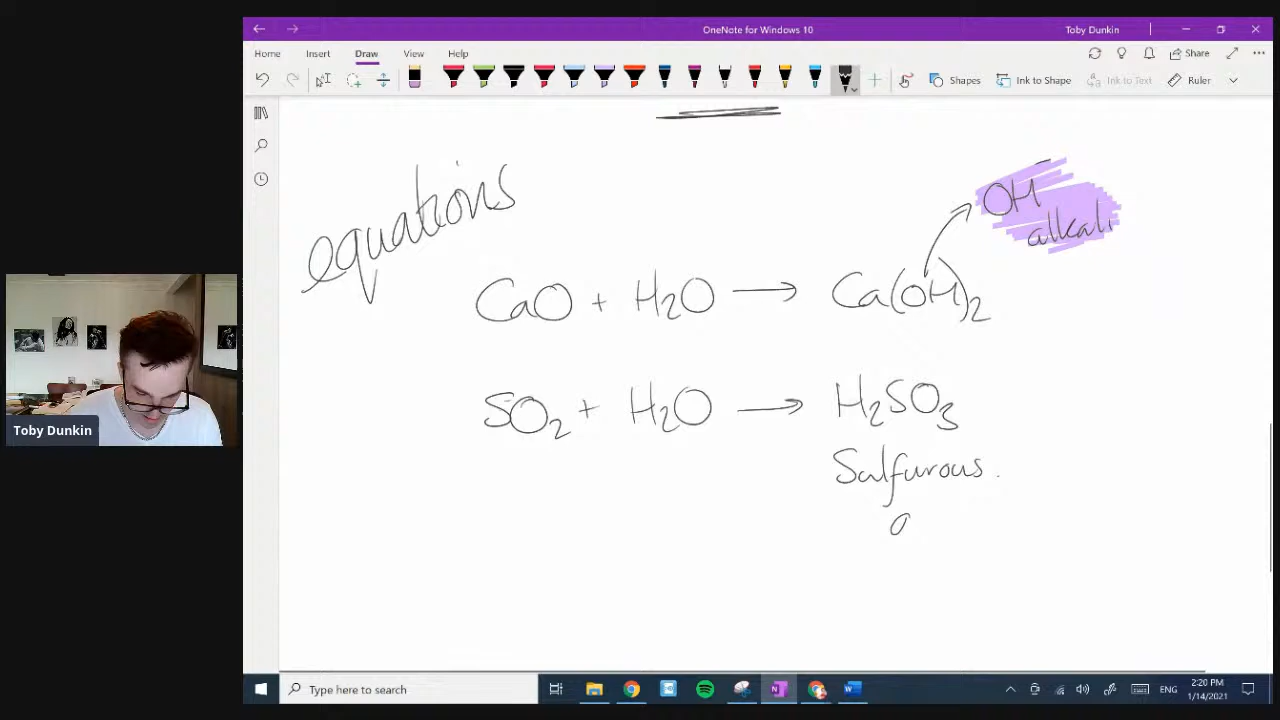 OneNote for Windows 10
Toby Dunkin
Home Insert Draw View Help
Share
Shapes Ink to Shape Ink to Text Ruler
equations
OH⁻
alkali
CaO + H₂O → Ca(OH)₂
SO₂ + H₂O → H₂SO₃
Sulfurous
a
Toby Dunkin
Type here to search
ENG
2:20 PM
1/14/2021